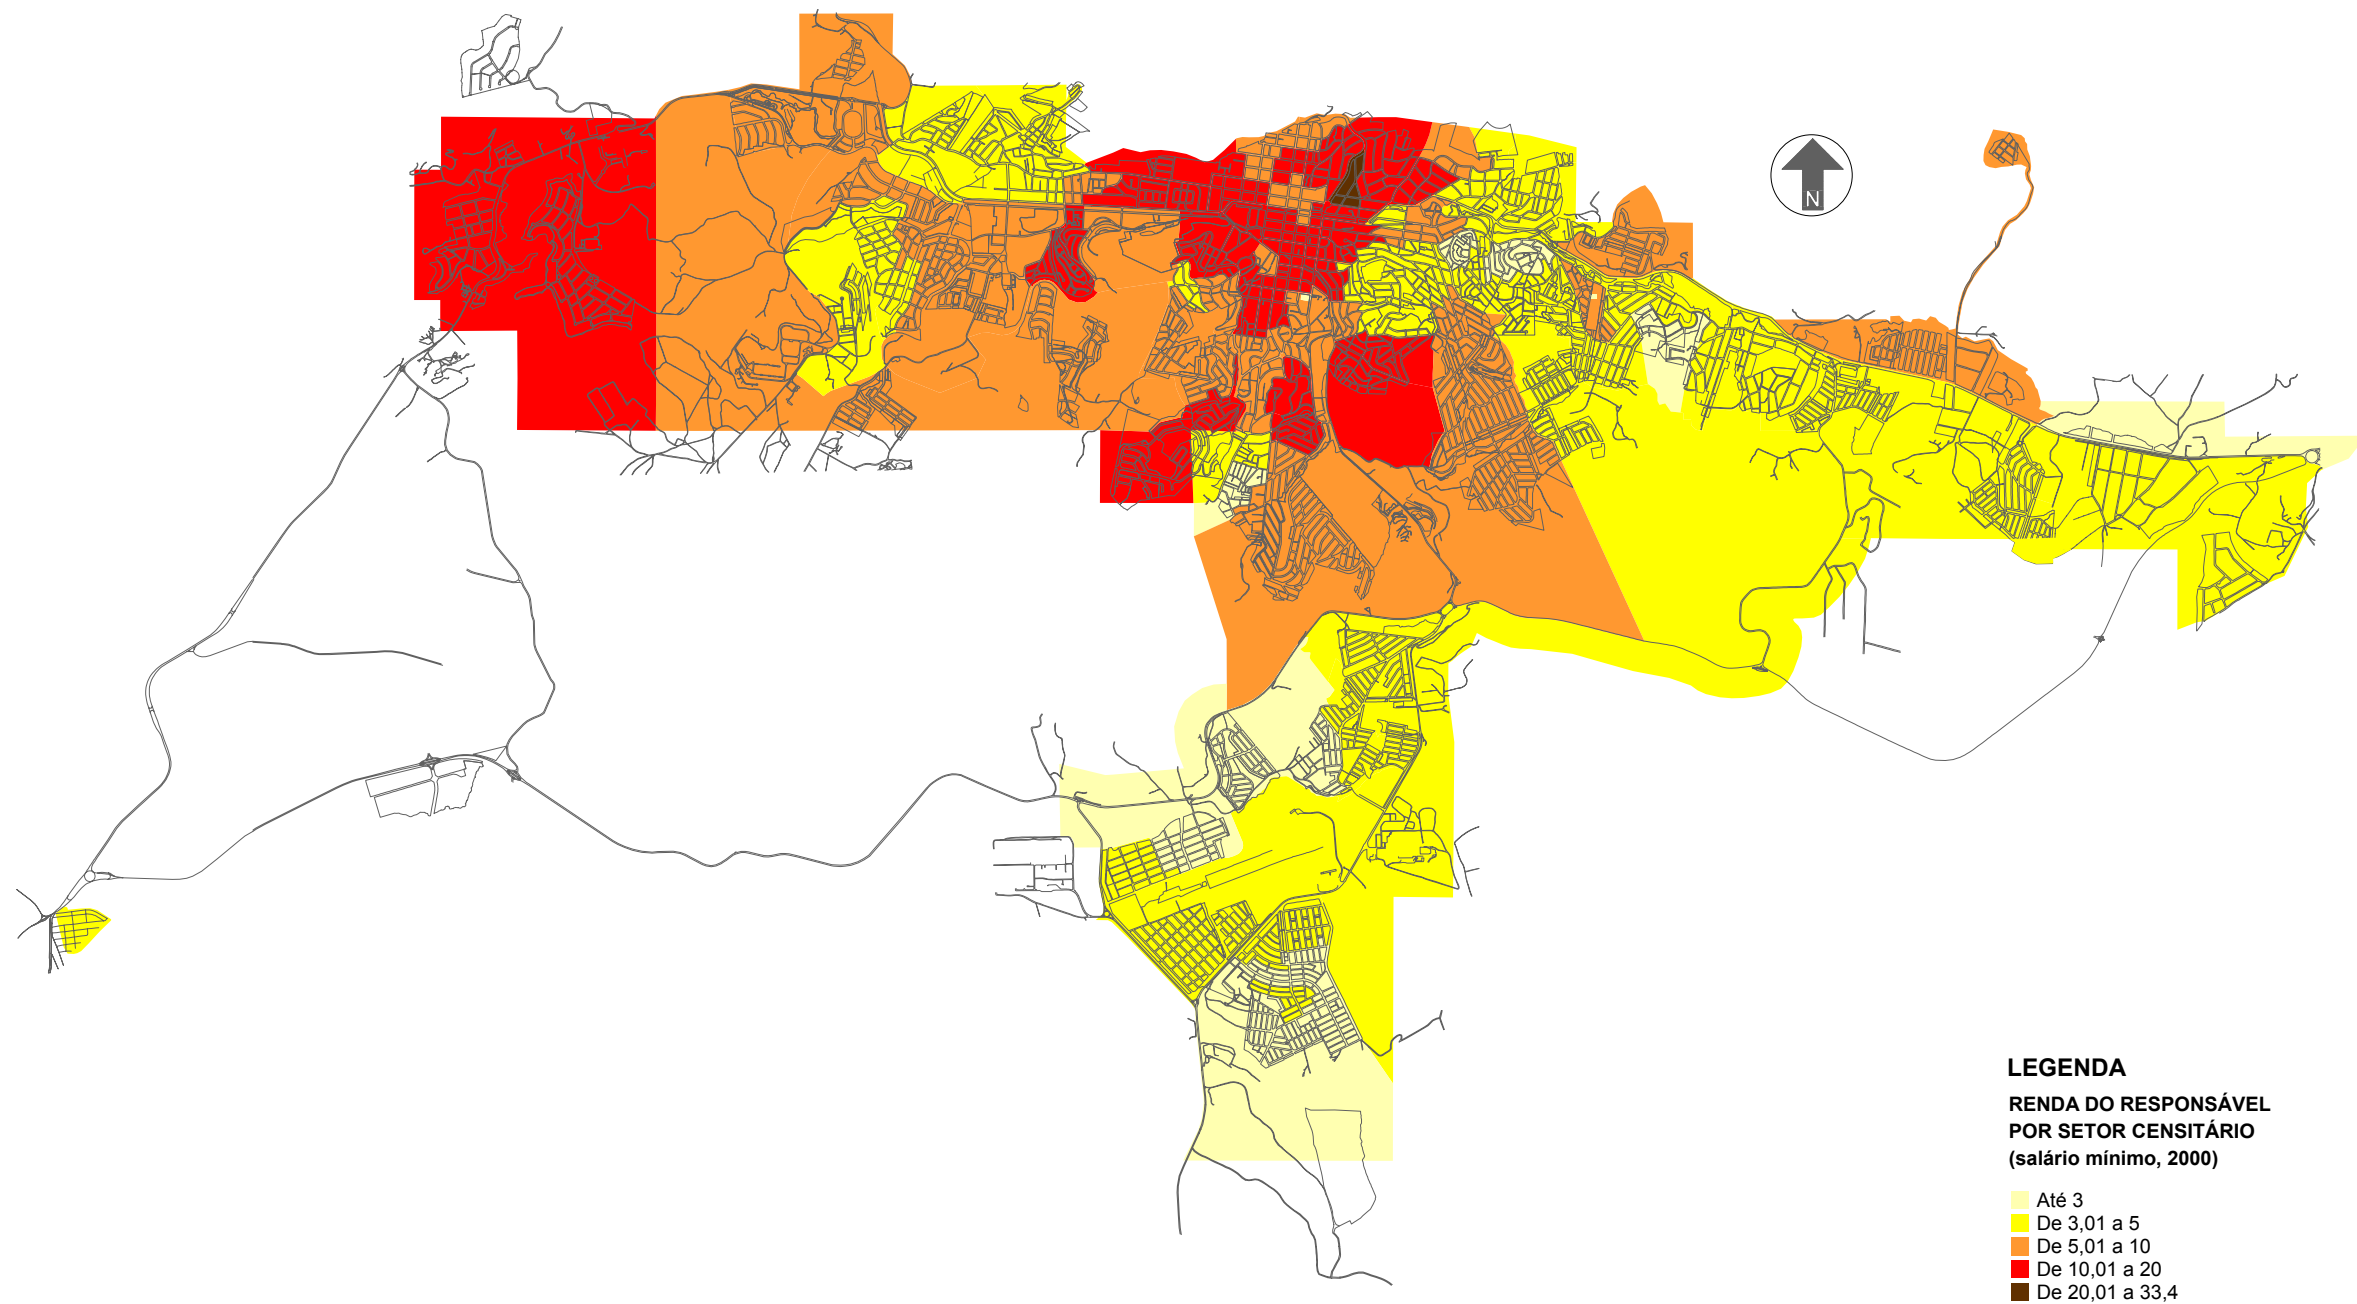 N
LEGENDA
RENDA DO RESPONSÁVEL
POR SETOR CENSITÁRIO
(salário mínimo, 2000)
Até 3
De 3,01 a 5
De 5,01 a 10
De 10,01 a 20
De 20,01 a 33,4